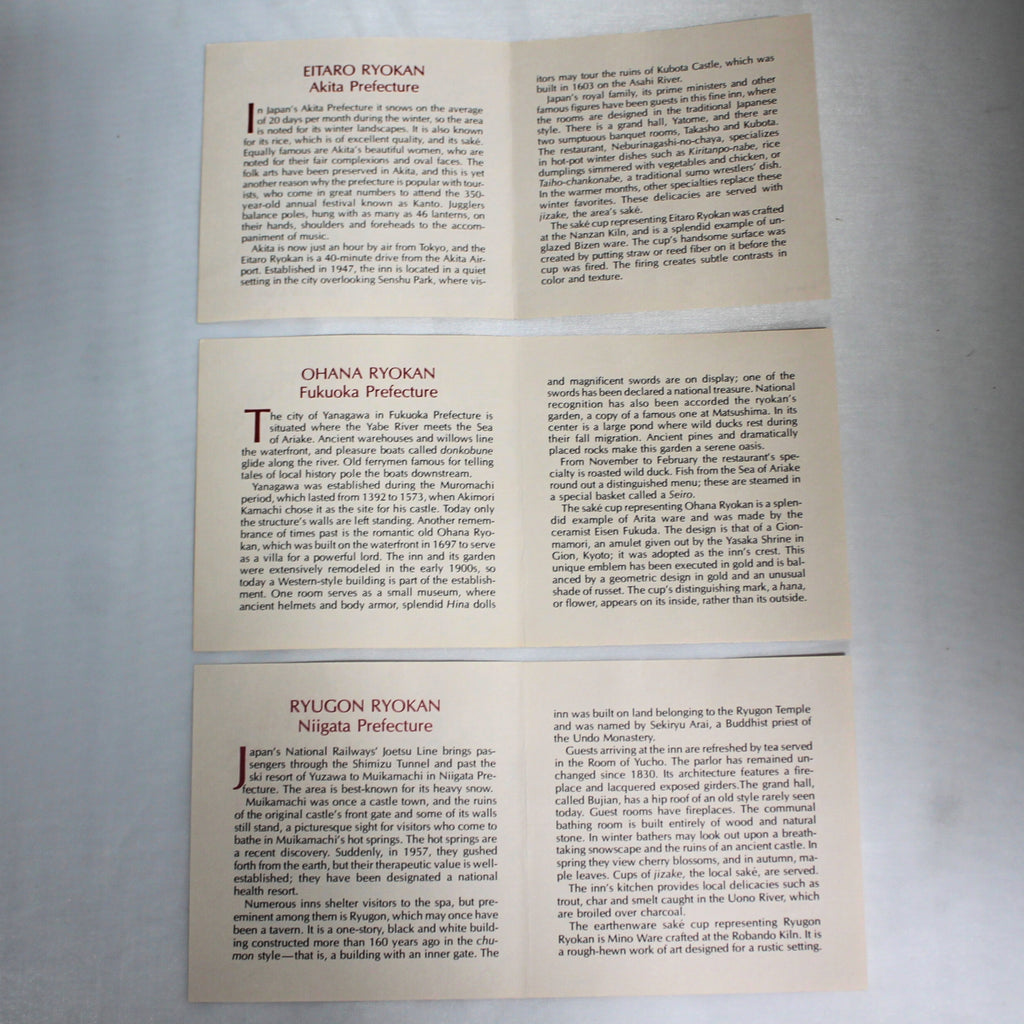 EITARO RYOKAN
Akita Prefecture
In Japan's Akita Prefecture it snows on the average
of 20 days per month during the winter, so the area
is noted for its winter landscapes. It is also known
for its rice, which is of excellent quality, and its saké.
Equally famous are Akita's beautiful women, who are
noted for their fair complexions and oval faces. The
folk arts have been preserved in Akita, and this is yet
another reason why the prefecture is popular with tour-
ists, who come in great numbers to attend the 350-
year-old annual festival known as Kanto. Jugglers
balance poles, hung with as many as 46 lanterns, on
their hands, shoulders and foreheads to the accom-
paniment of music.
Akita is now just an hour by air from Tokyo, and the
Eitaro Ryokan is a 40-minute drive from the Akita Air-
port. Established in 1947, the inn is located in a quiet
setting in the city overlooking Senshu Park, where vis-
itors may tour the ruins of Kubota Castle, which was
built in 1603 on the Asahi River.
Japan's royal family, its prime ministers and other
famous figures have been guests in this fine inn, where
the rooms are designed in the traditional Japanese
style. There is a grand hall, Yatome, and there are
two sumptuous banquet rooms, Takasho and Kubota.
The restaurant, Neburinagashi-no-chaya, specializes
in hot-pot winter dishes such as Kiritanpo-nabe, rice
dumplings simmered with vegetables and chicken, or
Taiho-chankonabe, a traditional sumo wrestlers' dish.
In the warmer months, other specialties replace these
winter favorites. These delicacies are served with
jizake, the area's saké.
The saké cup representing Eitaro Ryokan was crafted
at the Nanzan Kiln, and is a splendid example of un-
glazed Bizen ware. The cup's handsome surface was
created by putting straw or reed fiber on it before the
cup was fired. The firing creates subtle contrasts in
color and texture.
OHANA RYOKAN
Fukuoka Prefecture
The city of Yanagawa in Fukuoka Prefecture is
situated where the Yabe River meets the Sea
of Ariake. Ancient warehouses and willows line
the waterfront, and pleasure boats called donkobune
glide along the river. Old ferrymen famous for telling
tales of local history pole the boats downstream.
Yanagawa was established during the Muromachi
period, which lasted from 1392 to 1573, when Akimori
Kamachi chose it as the site for his castle. Today only
the structure's walls are left standing. Another remem-
brance of times past is the romantic old Ohana Ryo-
kan, which was built on the waterfront in 1697 to serve
as a villa for a powerful lord. The inn and its garden
were extensively remodeled in the early 1900s, so
today a Western-style building is part of the establish-
ment. One room serves as a small museum, where
ancient helmets and body armor, splendid Hina dolls
and magnificent swords are on display; one of the
swords has been declared a national treasure. National
recognition has also been accorded the ryokan's
garden, a copy of a famous one at Matsushima. In its
center is a large pond where wild ducks rest during
their fall migration. Ancient pines and dramatically
placed rocks make this garden a serene oasis.
From November to February the restaurant's spe-
cialty is roasted wild duck. Fish from the Sea of Ariake
round out a distinguished menu; these are steamed in
a special basket called a Seiro.
The saké cup representing Ohana Ryokan is a splen-
did example of Arita ware and was made by the
ceramist Eisen Fukuda. The design is that of a Gion-
mamori, an amulet given out by the Yasaka Shrine in
Gion, Kyoto; it was adopted as the inn's crest. This
unique emblem has been executed in gold and is bal-
anced by a geometric design in gold and an unusual
shade of russet. The cup's distinguishing mark, a hana,
or flower, appears on its inside, rather than its outside.
RYUGON RYOKAN
Niigata Prefecture
Japan's National Railways' Joetsu Line brings pas-
sengers through the Shimizu Tunnel and past the
ski resort of Yuzawa to Muikamachi in Niigata Pre-
fecture. The area is best-known for its heavy snow.
Muikamachi was once a castle town, and the ruins
of the original castle's front gate and some of its walls
still stand, a picturesque sight for visitors who come to
bathe in Muikamachi's hot springs. The hot springs are
a recent discovery. Suddenly, in 1957, they gushed
forth from the earth, but their therapeutic value is well-
established; they have been designated a national
health resort.
Numerous inns shelter visitors to the spa, but pre-
eminent among them is Ryugon, which may once have
been a tavern. It is a one-story, black and white build-
ing constructed more than 160 years ago in the chu-
mon style—that is, a building with an inner gate. The
inn was built on land belonging to the Ryugon Temple
and was named by Sekiryu Arai, a Buddhist priest of
the Undo Monastery.
Guests arriving at the inn are refreshed by tea served
in the Room of Yucho. The parlor has remained un-
changed since 1830. Its architecture features a fire-
place and lacquered exposed girders.The grand hall,
called Bujian, has a hip roof of an old style rarely seen
today. Guest rooms have fireplaces. The communal
bathing room is built entirely of wood and natural
stone. In winter bathers may look out upon a breath-
taking snowscape and the ruins of an ancient castle. In
spring they view cherry blossoms, and in autumn, ma-
ple leaves. Cups of jizake, the local saké, are served.
The inn's kitchen provides local delicacies such as
trout, char and smelt caught in the Uono River, which
are broiled over charcoal.
The earthenware saké cup representing Ryugon
Ryokan is Mino Ware crafted at the Robando Kiln. It is
a rough-hewn work of art designed for a rustic setting.